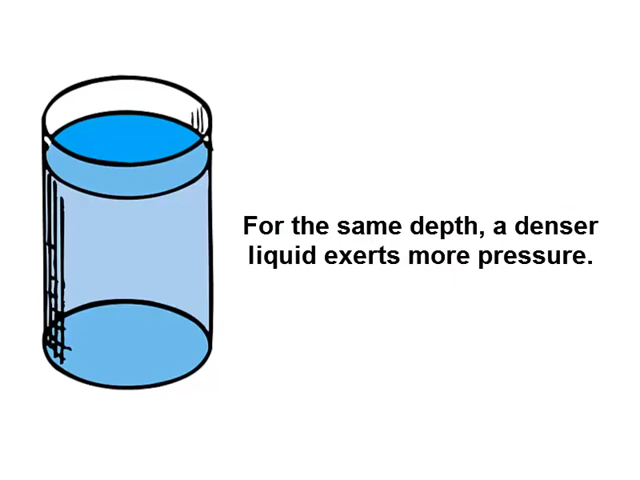 For the same depth, a denser
liquid exerts more pressure.